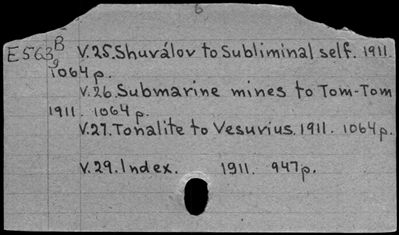 6
E563 B V.25. Shuválov to Subliminal self. 1911.
9 1064 p.
V.26. Submarine mines to Tom-Tom
1911. 1064 p.
V.27. Tonalite to Vesuvius. 1911. 1064 p.
V.29. Index. 1911. 947 p.